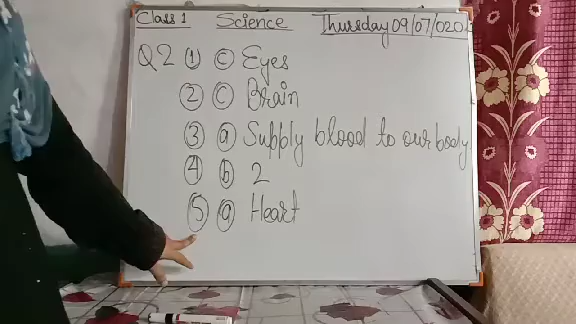 Class 1 Science Thursday 09/07/020
Q2 1 c Eyes
2 c Brain
3 a Supply blood to our body
4 b 2
5 a Heart